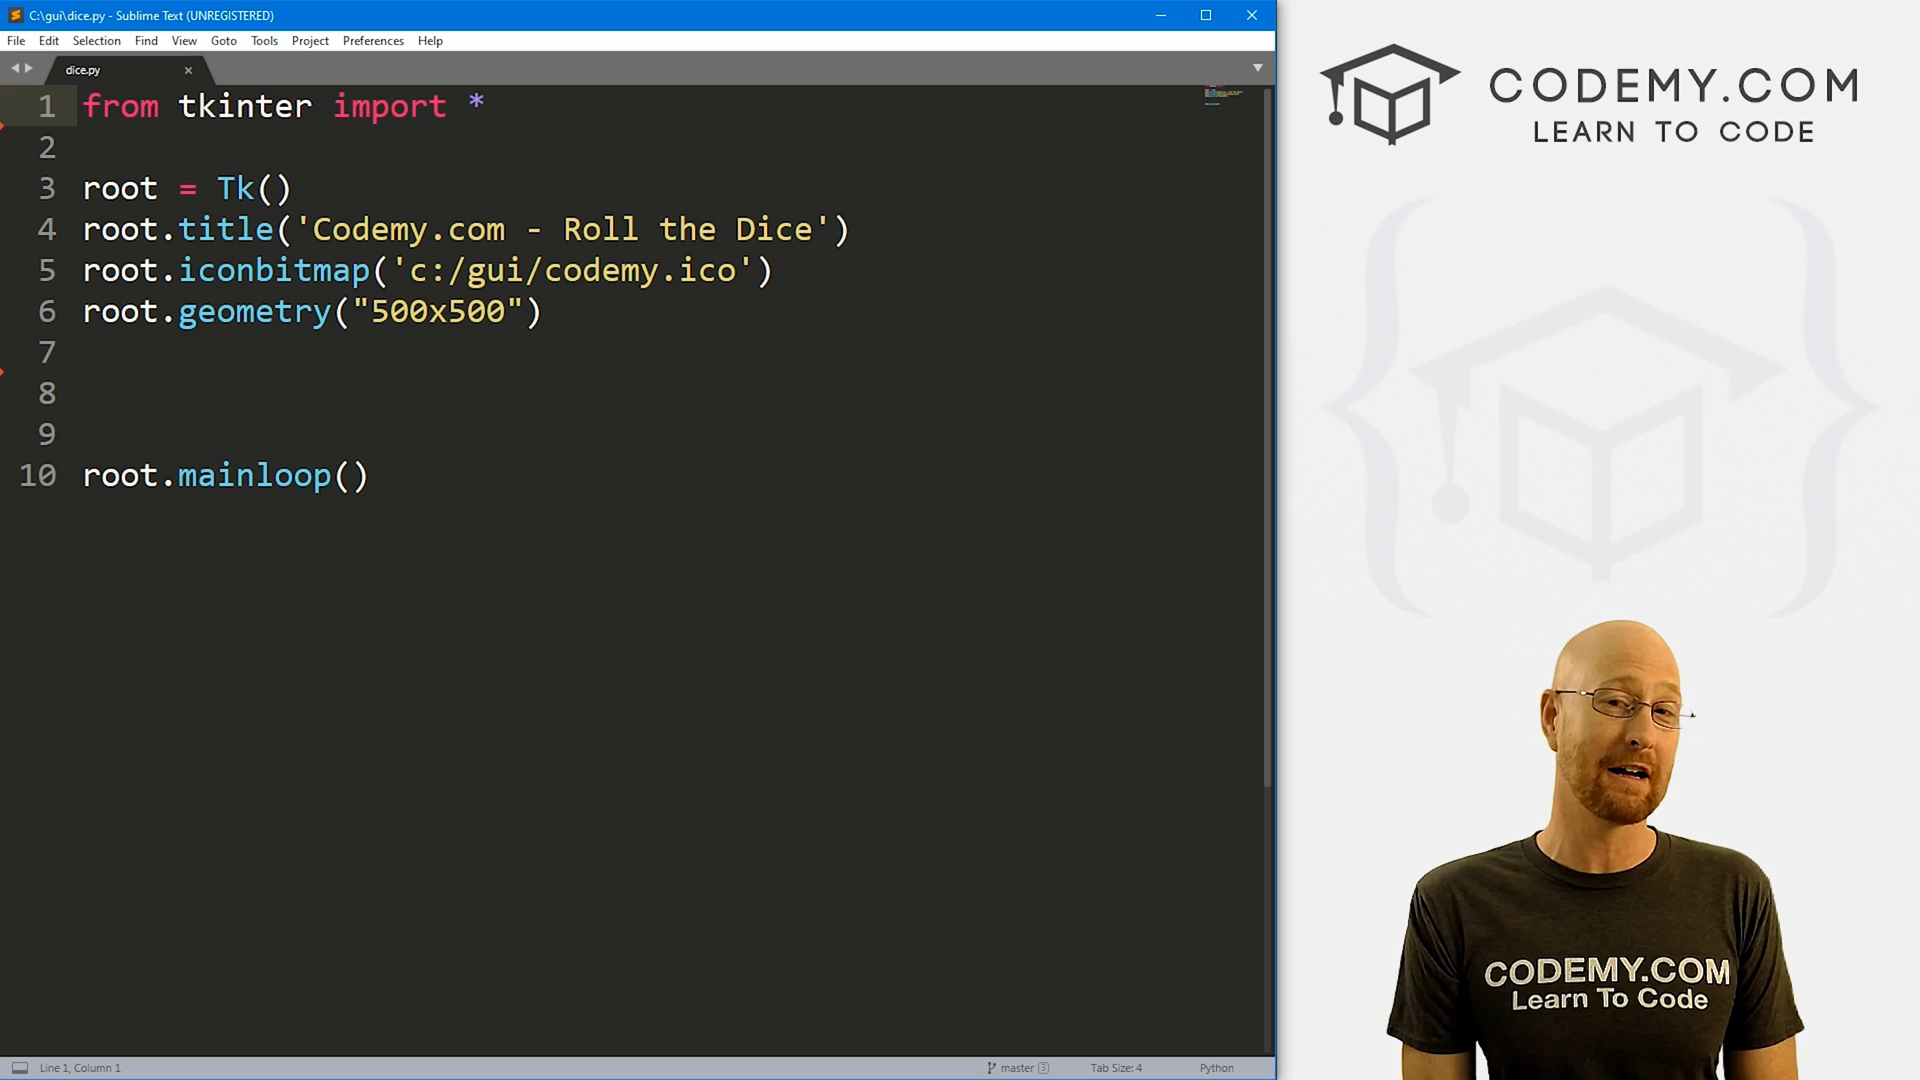 C:\gui\dice.py - Sublime Text (UNREGISTERED)
File Edit Selection Find View Goto Tools Project Preferences Help
dice.py
1 from tkinter import *
2
3 root = Tk()
4 root.title('Codemy.com - Roll the Dice')
5 root.iconbitmap('c:/gui/codemy.ico')
6 root.geometry("500x500")
7
8
9
10 root.mainloop()
Line 1, Column 1
master 3
Tab Size: 4
Python
CODEMY.COM
LEARN TO CODE
CODEMY.COM
Learn To Code